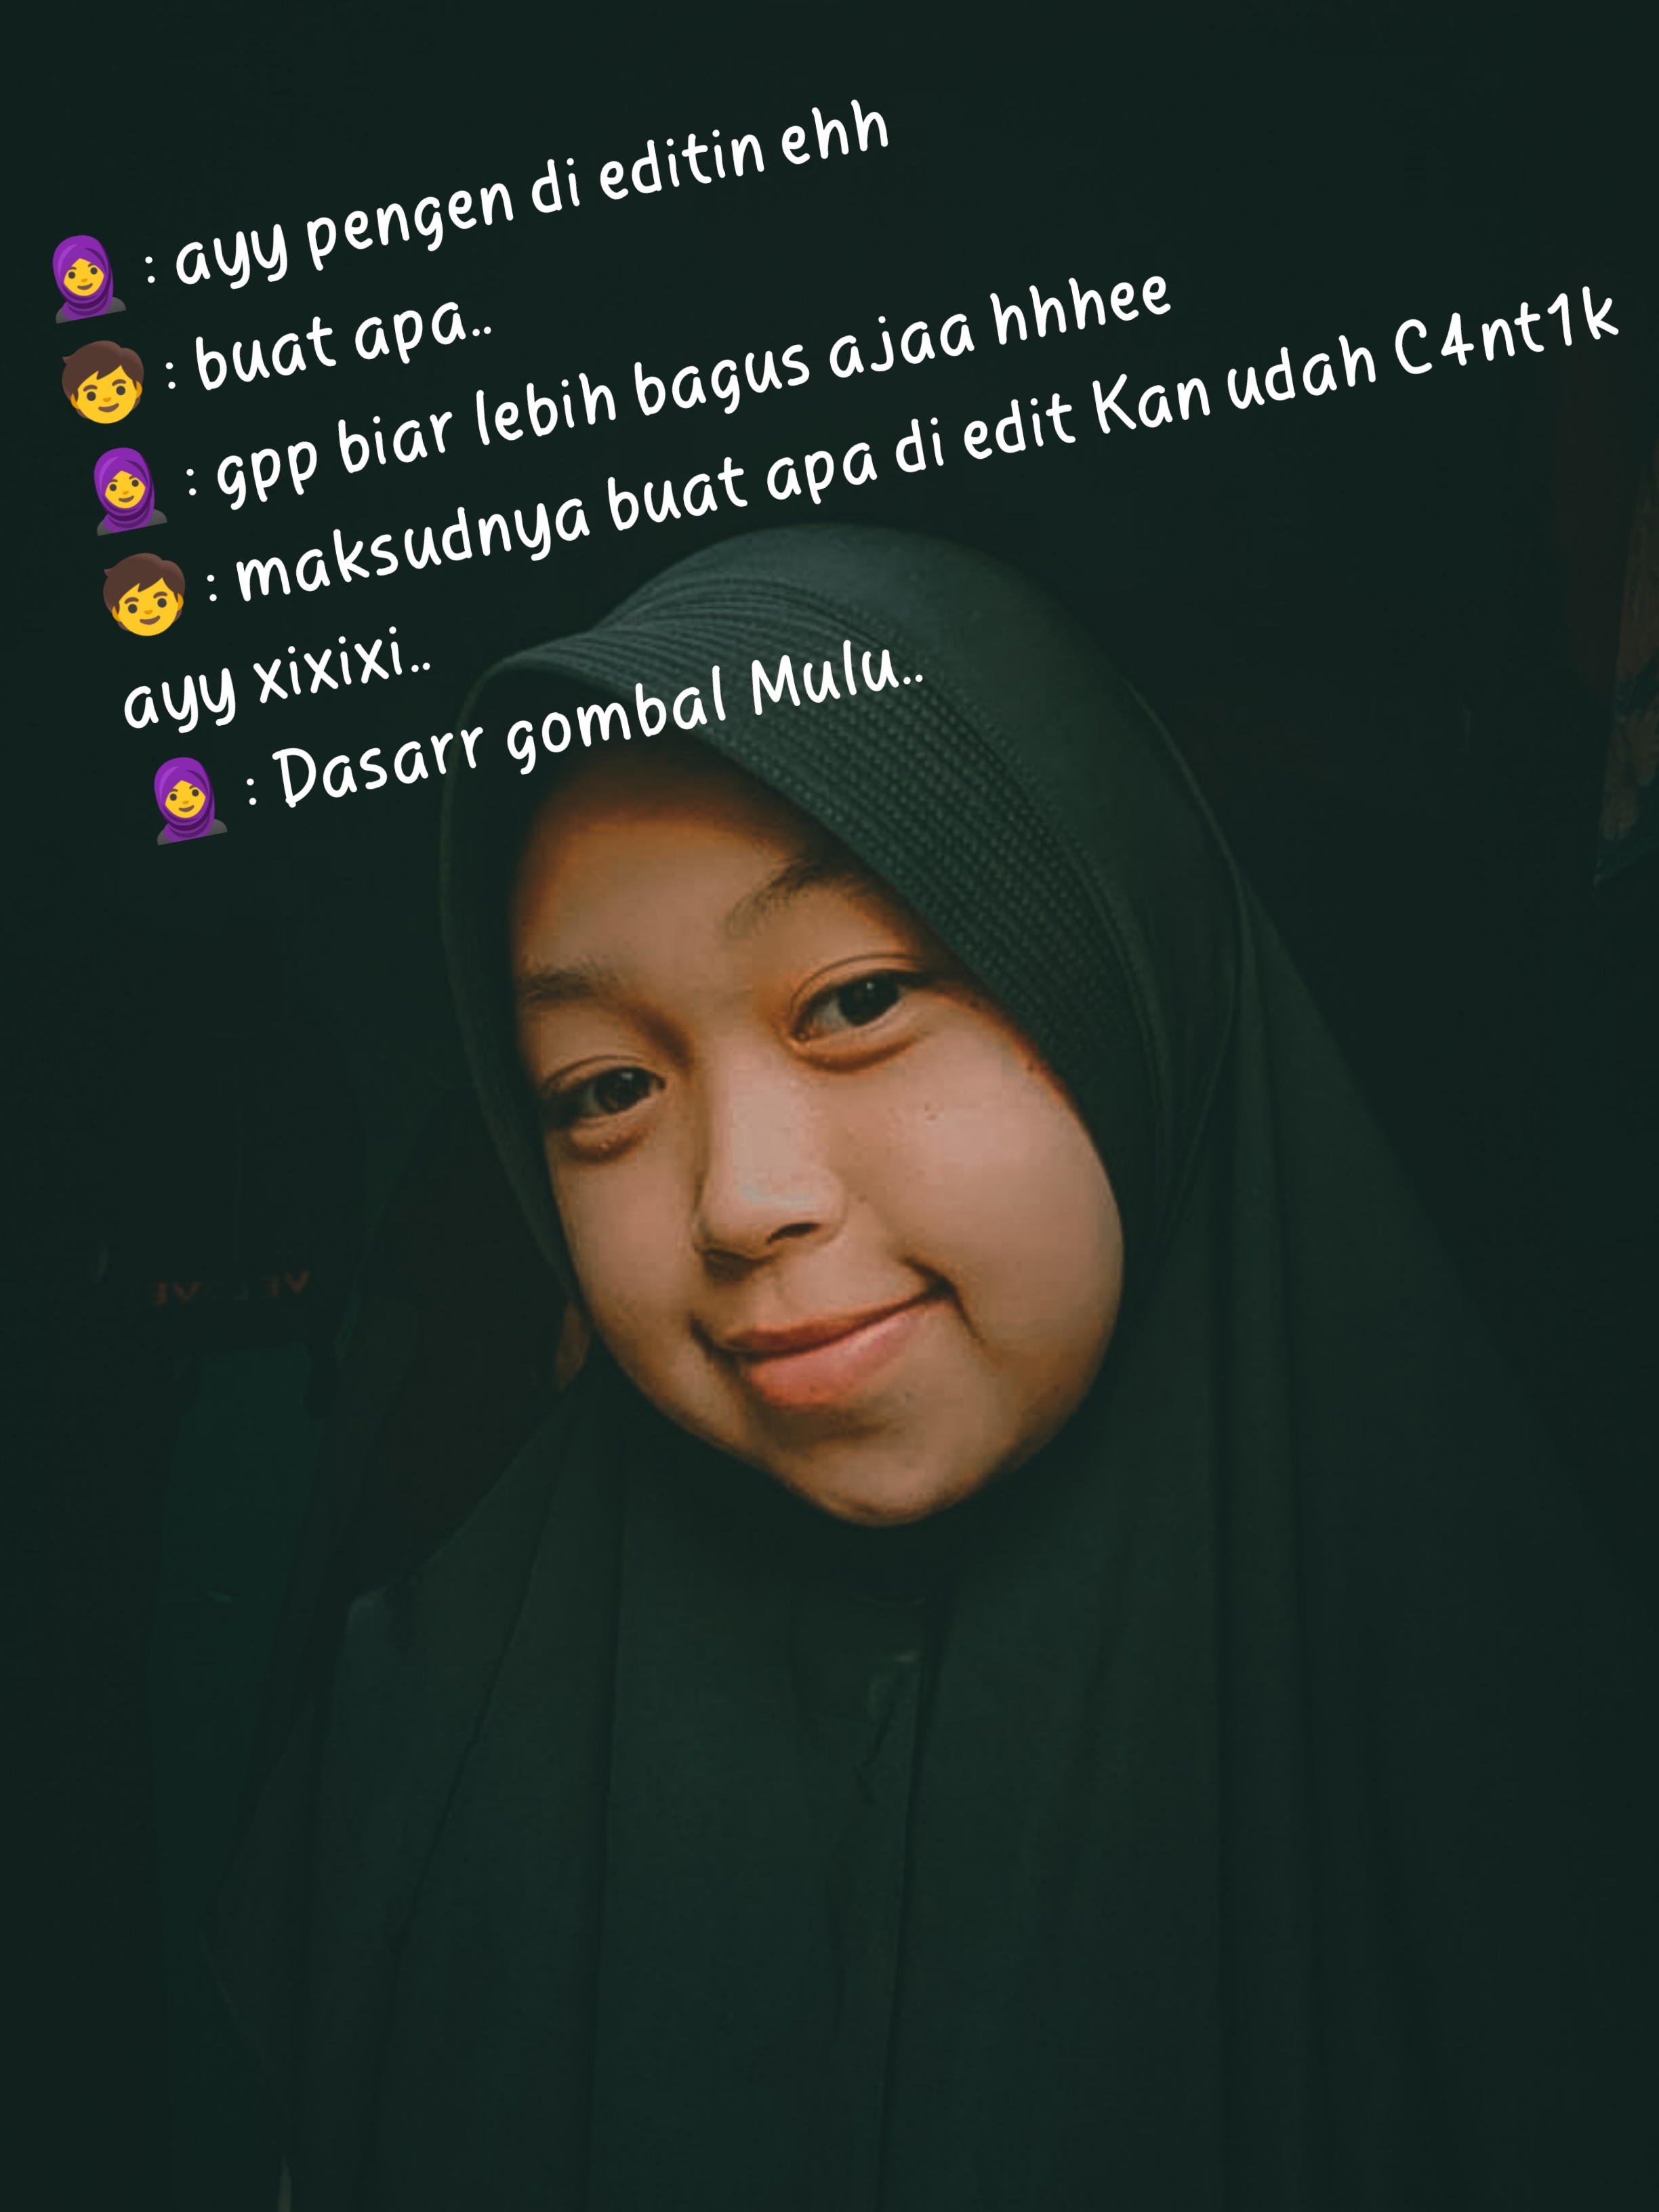 🧕 : ayy pengen di editin ehh
🧒 : buat apa..
🧕 : gpp biar lebih bagus ajaa hhhee
🧒 : maksudnya buat apa di edit Kan udah C4nt1k
ayy xixixi..
🧕 : Dasarr gombal Mulu..